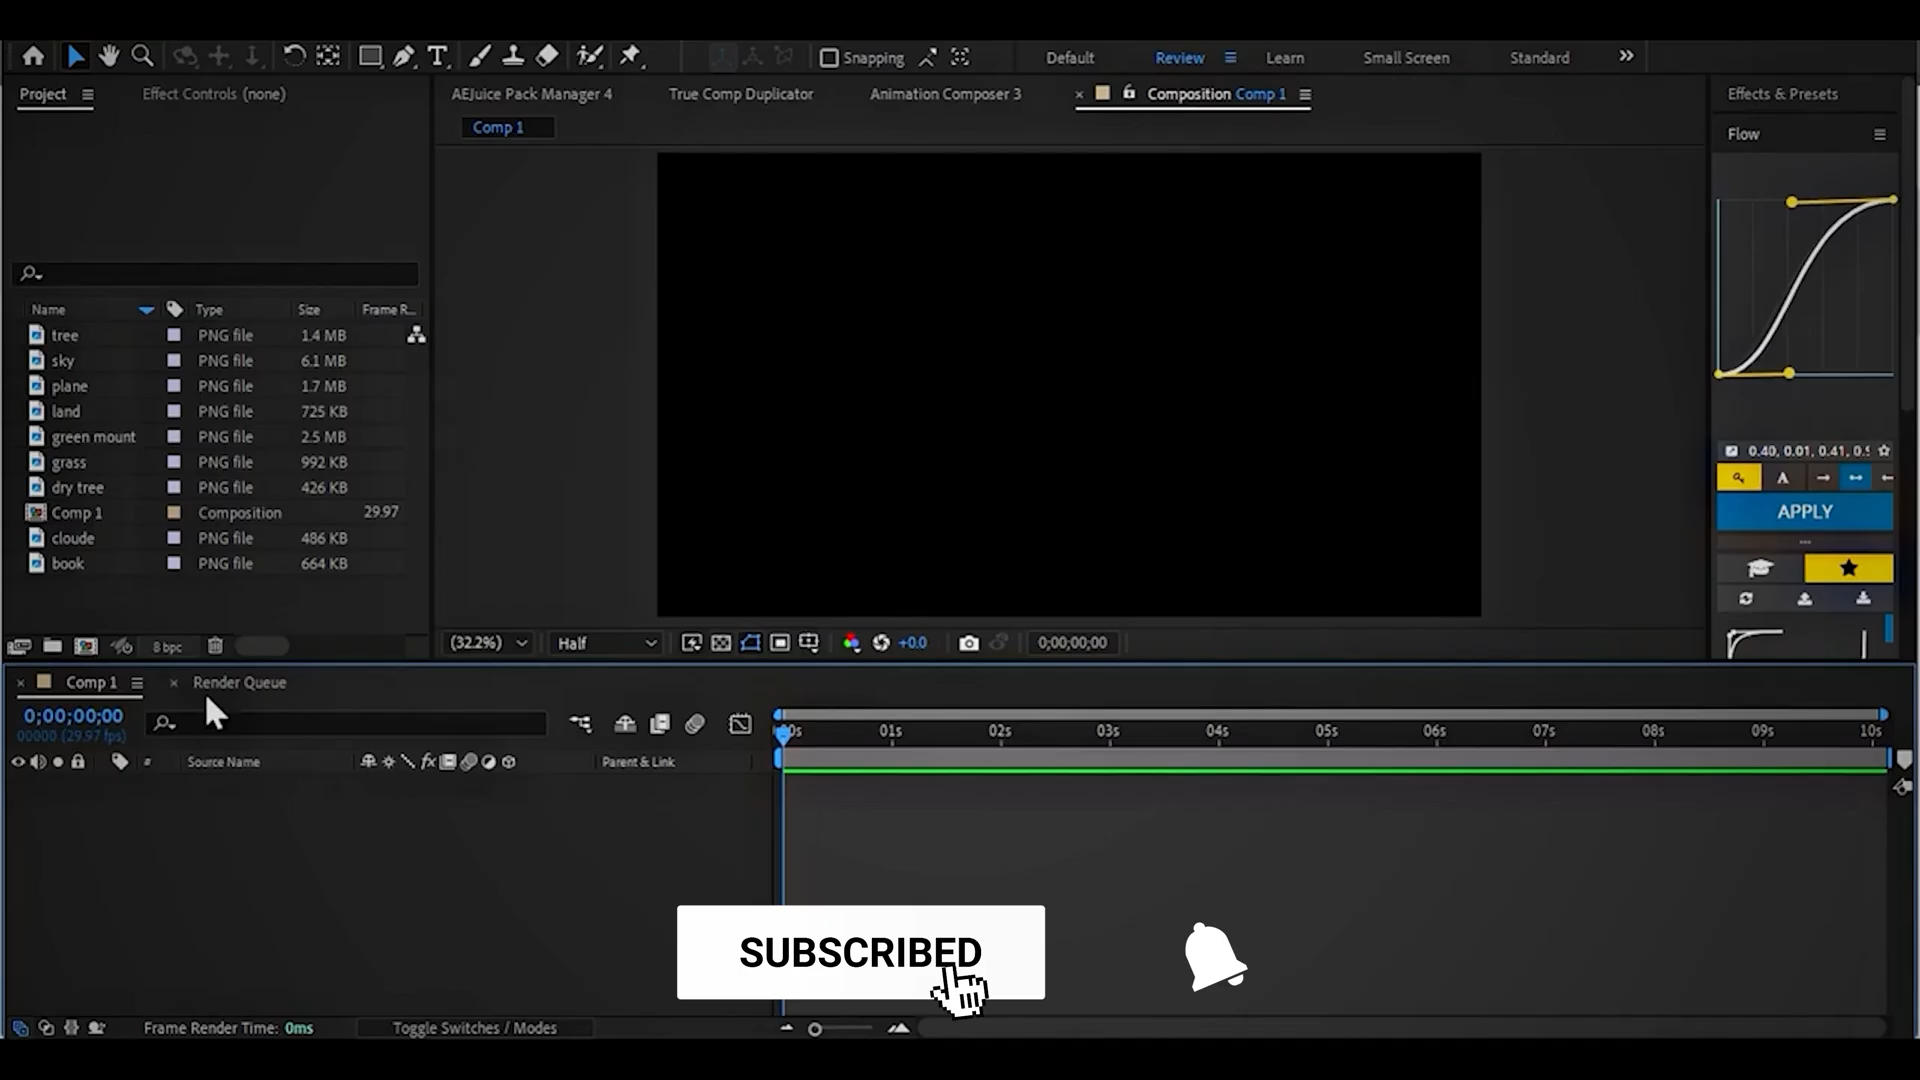 Snapping
Default
Review
Learn
Small Screen
Standard
Project
Effect Controls (none)
AEJuice Pack Manager 4
True Comp Duplicator
Animation Composer 3
Composition Comp 1
Effects & Presets
Comp 1
Flow
Name
Type
Size
Frame R...
tree PNG file 1.4 MB
sky PNG file 6.1 MB
plane PNG file 1.7 MB
land PNG file 725 KB
green mount PNG file 2.5 MB
grass PNG file 992 KB
dry tree PNG file 426 KB
Comp 1 Composition 29.97
cloude PNG file 486 KB
book PNG file 664 KB
0.40, 0.01, 0.41,
APPLY
8 bpc
(32.2%)
Half
+0.0
0;00;00;00
Comp 1
Render Queue
0;00;00;00
00000 (29.97 fps)
01s 02s 03s 04s 05s 06s 07s 08s 09s 10s
# Source Name
fx
Parent & Link
SUBSCRIBED
Frame Render Time: 0ms
Toggle Switches / Modes